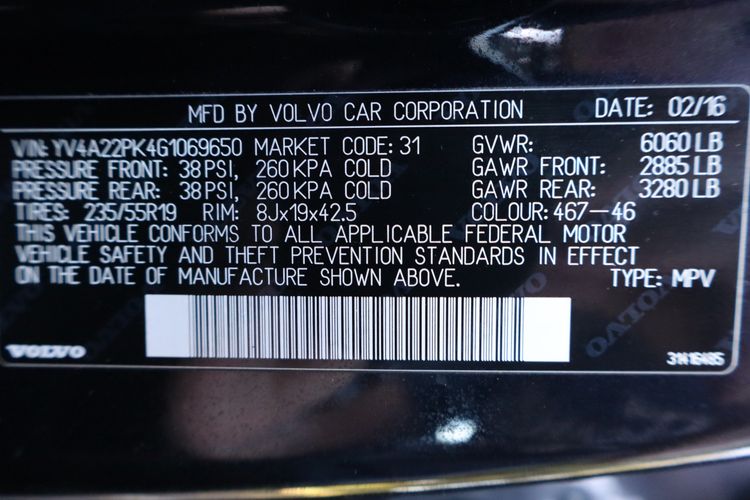 MFD BY VOLVO CAR CORPORATION DATE: 02/16
VIN: YV4A22PK4G1069650 MARKET CODE: 31 GVWR: 6060 LB
PRESSURE FRONT: 38 PSI, 260 KPA COLD GAWR FRONT: 2885 LB
PRESSURE REAR: 38 PSI, 260 KPA COLD GAWR REAR: 3280 LB
TIRES: 235/55R19 RIM: 8Jx19x42.5 COLOUR: 467-46
THIS VEHICLE CONFORMS TO ALL APPLICABLE FEDERAL MOTOR
VEHICLE SAFETY AND THEFT PREVENTION STANDARDS IN EFFECT
ON THE DATE OF MANUFACTURE SHOWN ABOVE. TYPE: MPV
VOLVO 31416485